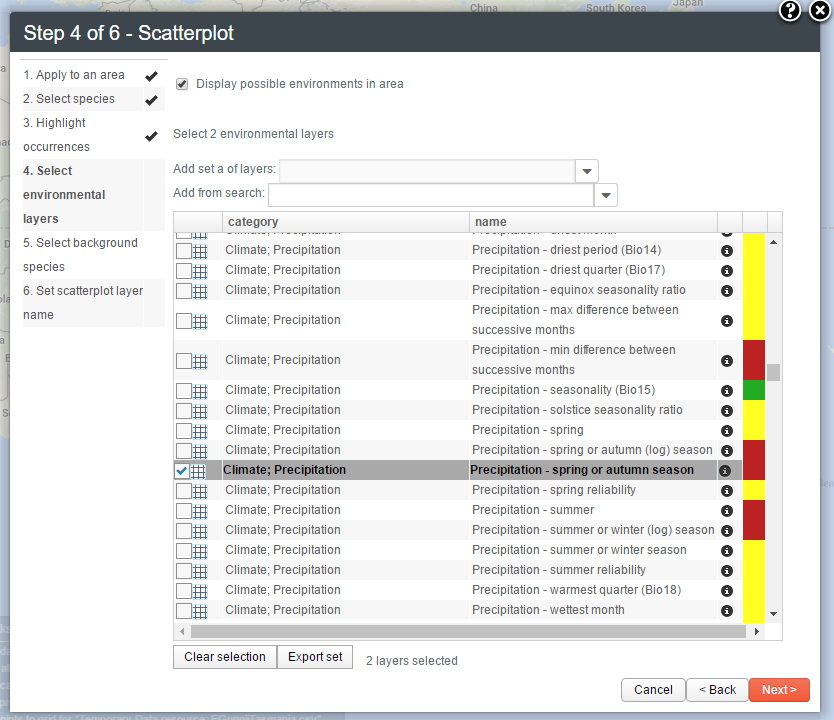 China
South Korea
Japan
Step 4 of 6 - Scatterplot
1. Apply to an area
2. Select species
3. Highlight
occurrences
4. Select
environmental
layers
5. Select background
species
6. Set scatterplot layer
name
Display possible environments in area
Select 2 environmental layers
Add set a of layers:
Add from search:
category name
Climate; Precipitation Precipitation - driest month
Climate; Precipitation Precipitation - driest period (Bio14)
Climate; Precipitation Precipitation - driest quarter (Bio17)
Climate; Precipitation Precipitation - equinox seasonality ratio
Climate; Precipitation Precipitation - max difference between
successive months
Climate; Precipitation Precipitation - min difference between
successive months
Climate; Precipitation Precipitation - seasonality (Bio15)
Climate; Precipitation Precipitation - solstice seasonality ratio
Climate; Precipitation Precipitation - spring
Climate; Precipitation Precipitation - spring or autumn (log) season
Climate; Precipitation Precipitation - spring or autumn season
Climate; Precipitation Precipitation - spring reliability
Climate; Precipitation Precipitation - summer
Climate; Precipitation Precipitation - summer or winter (log) season
Climate; Precipitation Precipitation - summer or winter season
Climate; Precipitation Precipitation - summer reliability
Climate; Precipitation Precipitation - warmest quarter (Bio18)
Climate; Precipitation Precipitation - wettest month
Clear selection Export set 2 layers selected
Cancel < Back Next >